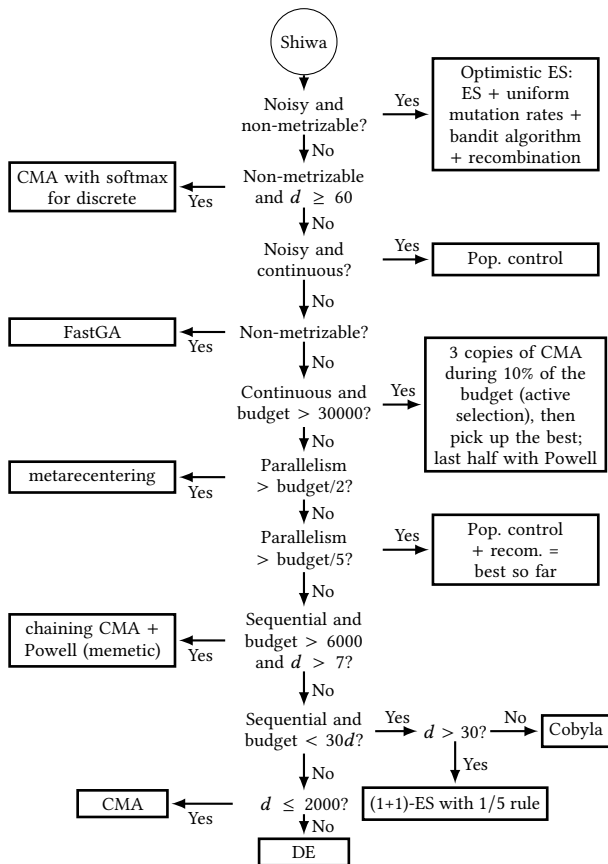 Shiwa
Noisy and
non-metrizable?
Yes
Optimistic ES:
ES + uniform
mutation rates +
bandit algorithm
+ recombination
No
Non-metrizable
and d ≥ 60
Yes
CMA with softmax
for discrete
No
Noisy and
continuous?
Yes
Pop. control
No
Non-metrizable?
Yes
FastGA
No
Continuous and
budget > 30000?
Yes
3 copies of CMA
during 10% of the
budget (active
selection), then
pick up the best;
last half with Powell
No
Parallelism
> budget/2?
Yes
metarecentering
No
Parallelism
> budget/5?
Yes
Pop. control
+ recom. =
best so far
No
Sequential and
budget > 6000
and d > 7?
Yes
chaining CMA +
Powell (memetic)
No
Sequential and
budget < 30d?
Yes
d > 30?
No
Cobyla
Yes
(1+1)-ES with 1/5 rule
No
d ≤ 2000?
Yes
CMA
No
DE